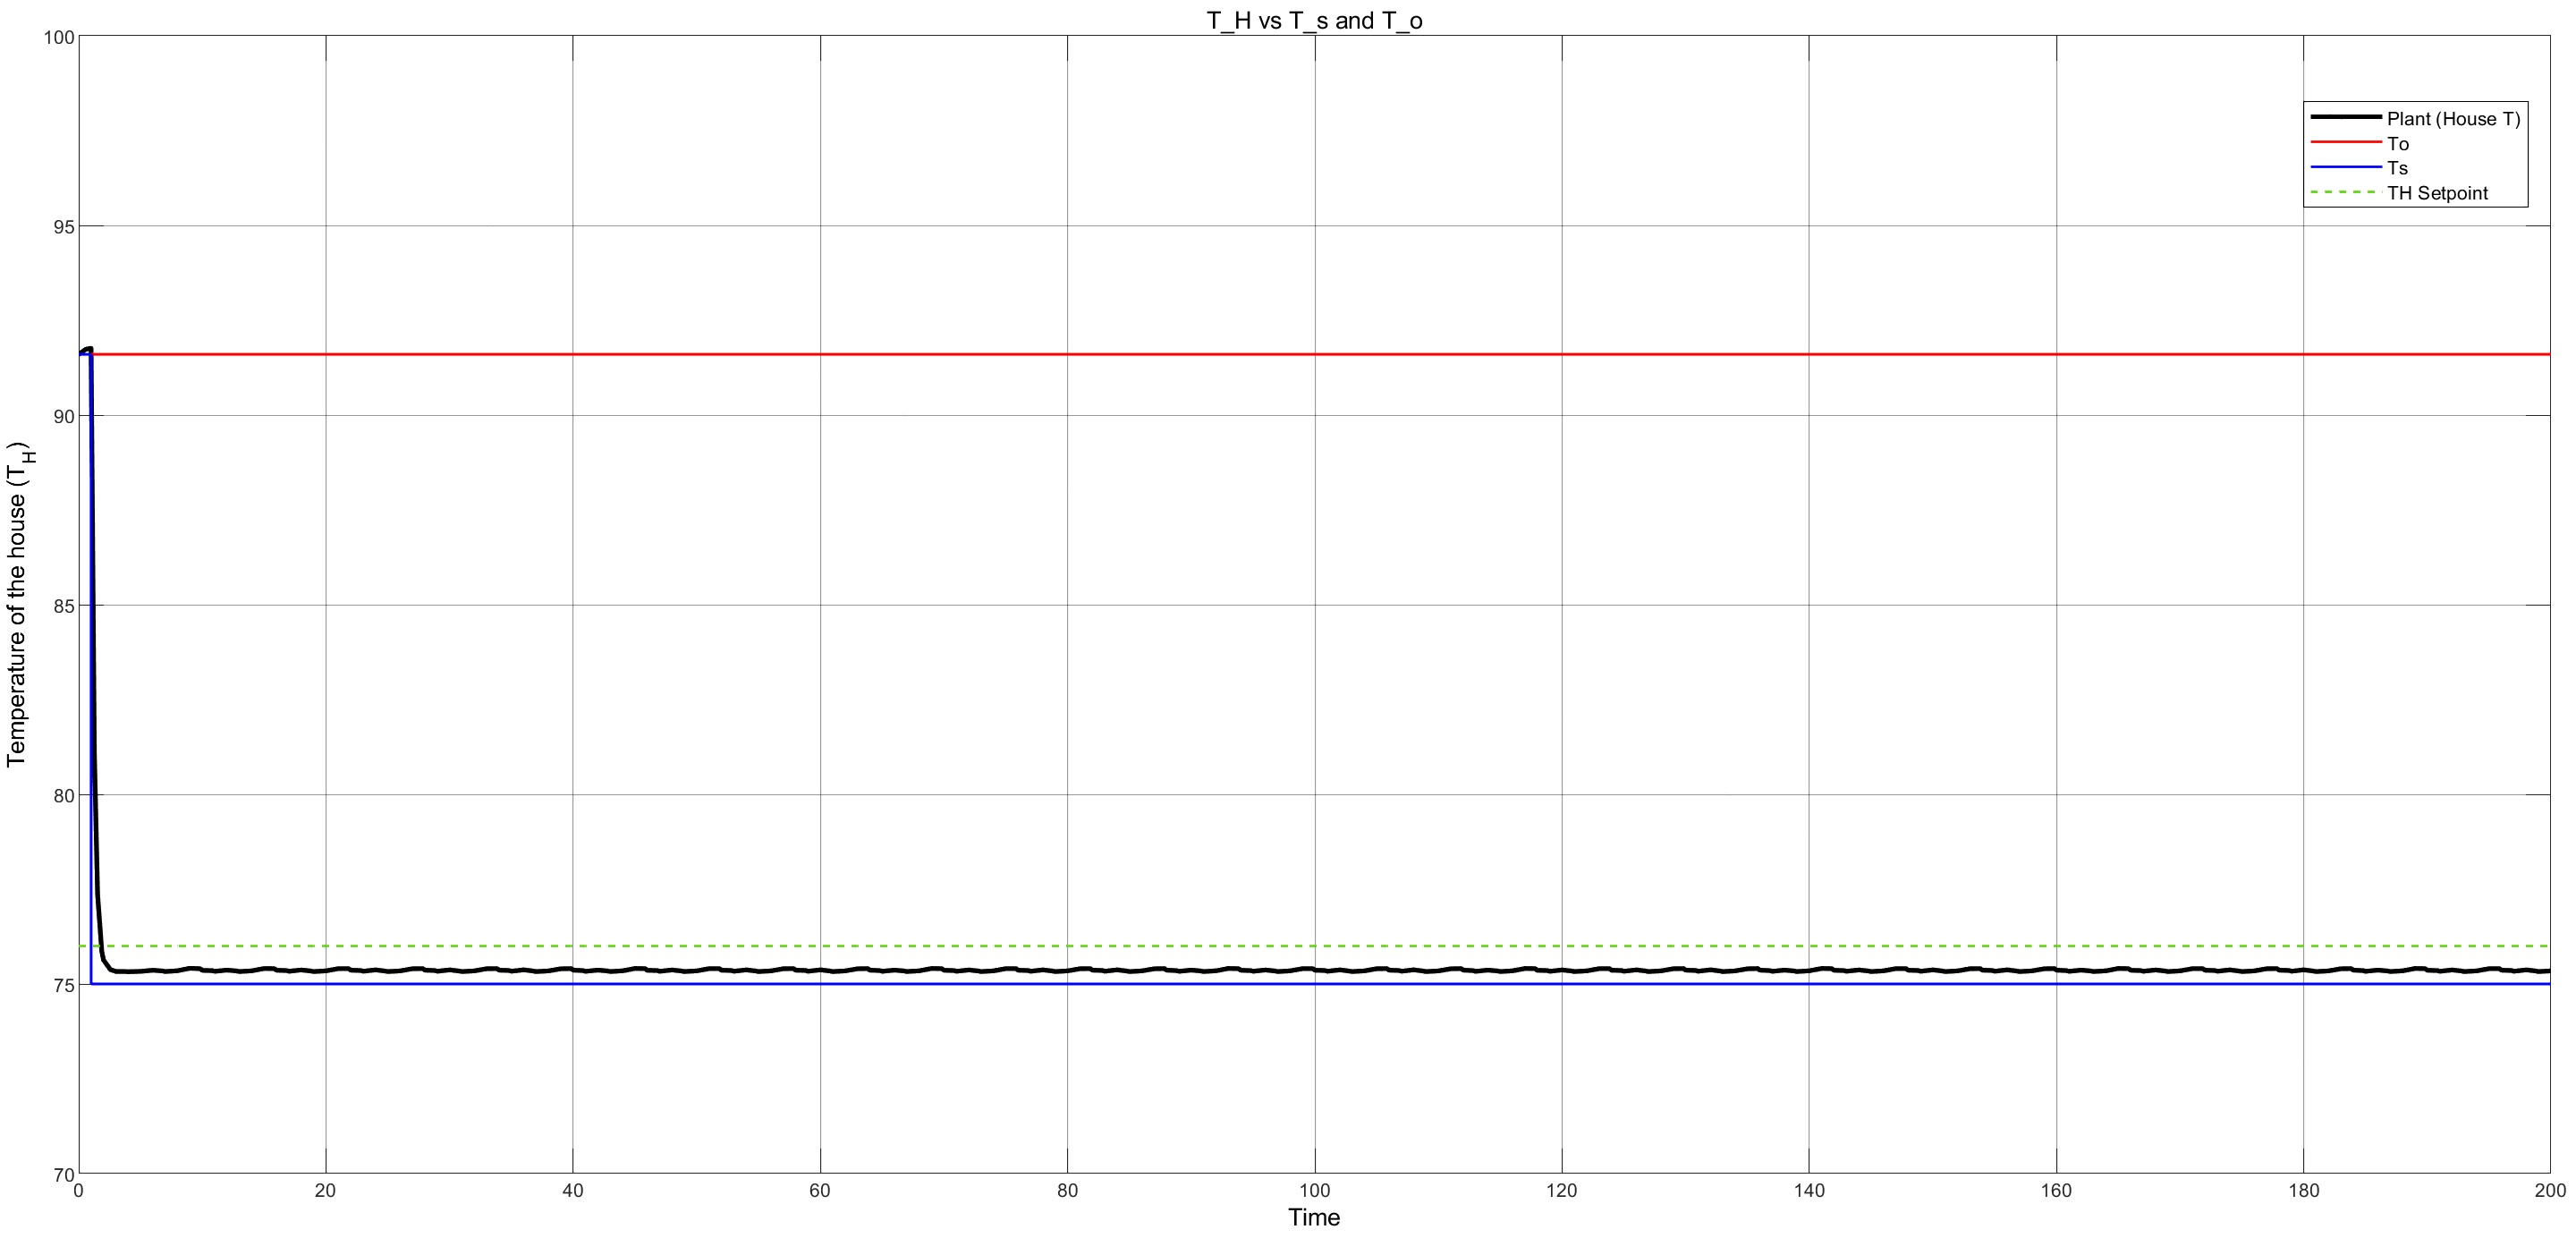 T_H vs T_s and T_o
100
95
90
85
80
75
70
Temperature of the house (T_H)
Plant (House T)
To
Ts
TH Setpoint
0 20 40 60 80 100 120 140 160 180 200
Time